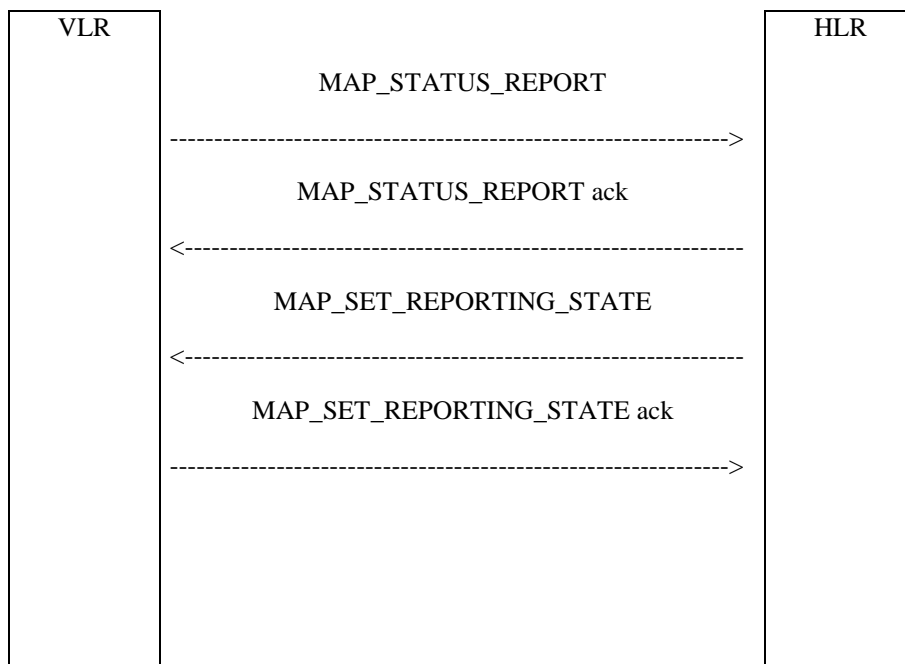 VLR
HLR
MAP_STATUS_REPORT
MAP_STATUS_REPORT ack
MAP_SET_REPORTING_STATE
MAP_SET_REPORTING_STATE ack